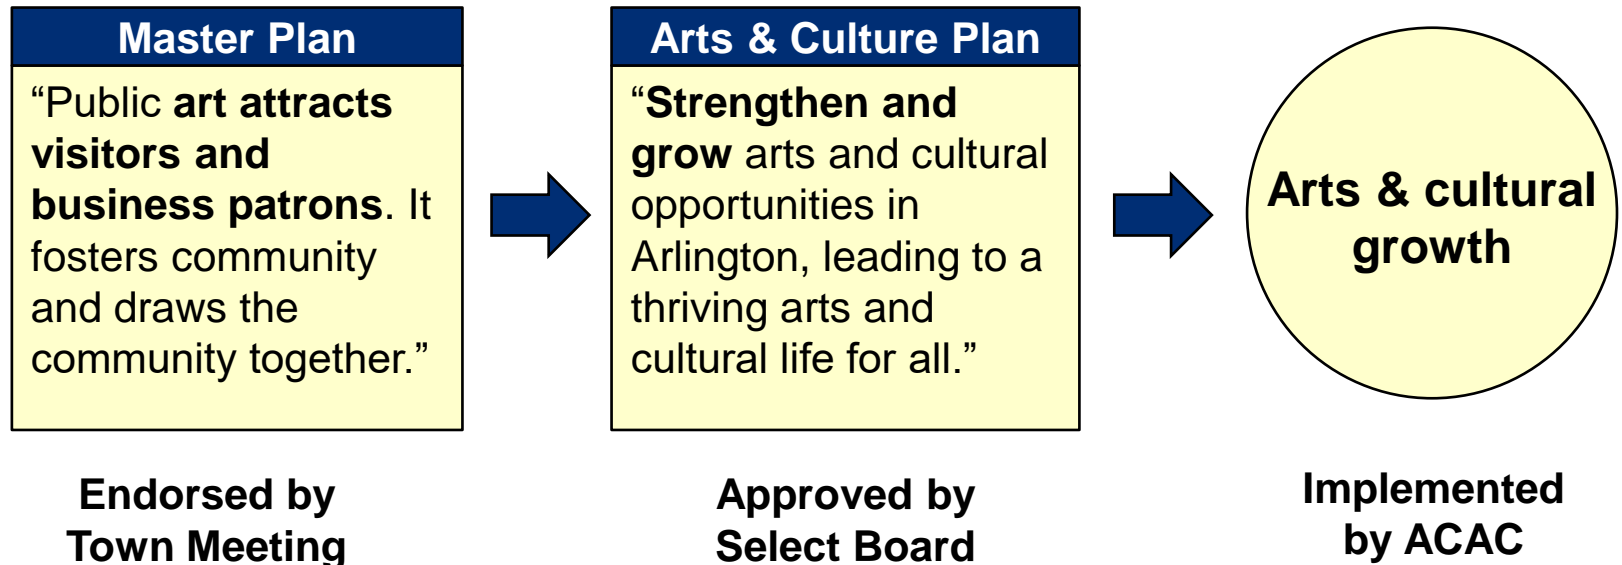 Master Plan
“Public art attracts
visitors and
business patrons. It
fosters community
and draws the
community together.”
Endorsed by
Town Meeting
Arts & Culture Plan
“Strengthen and
grow arts and cultural
opportunities in
Arlington, leading to a
thriving arts and
cultural life for all.”
Approved by
Select Board
Arts & cultural
growth
Implemented
by ACAC